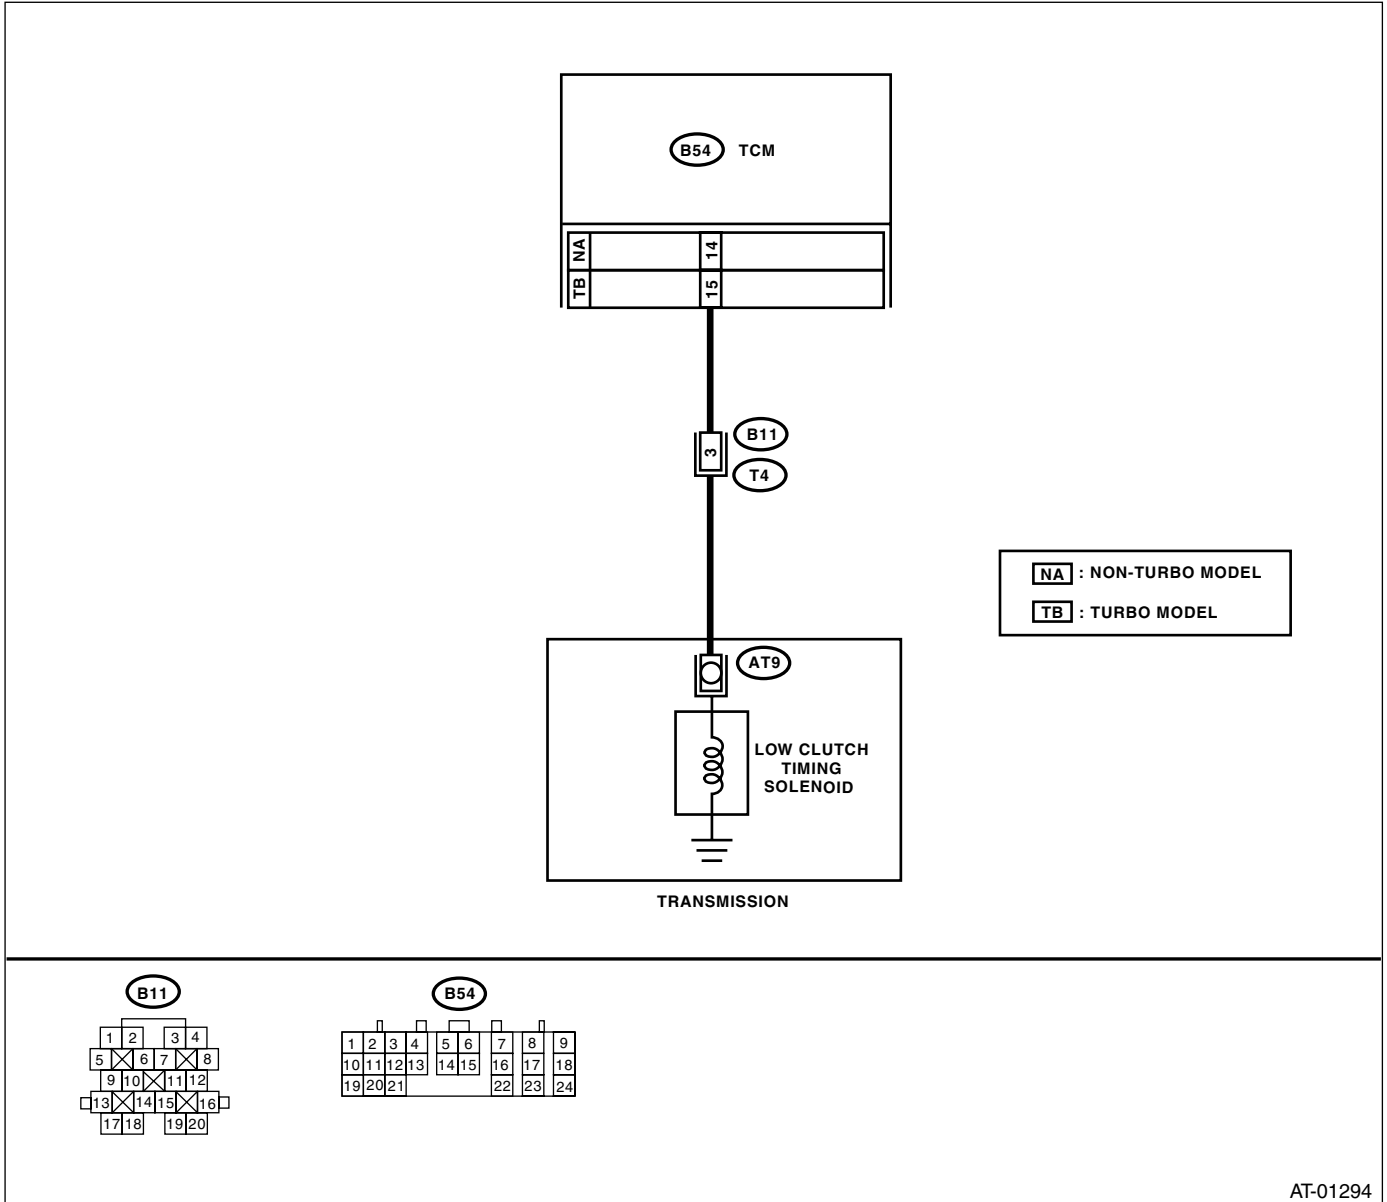 B54 TCM
NA 14
TB 15
3
B11
T4
NA : NON-TURBO MODEL
TB : TURBO MODEL
AT9
LOW CLUTCH
TIMING
SOLENOID
TRANSMISSION
B11
1 2 3 4
5 6 7 8
9 10 11 12
13 14 15 16
17 18 19 20
B54
1 2 3 4 5 6 7 8 9
10 11 12 13 14 15 16 17 18
19 20 21 22 23 24
AT-01294